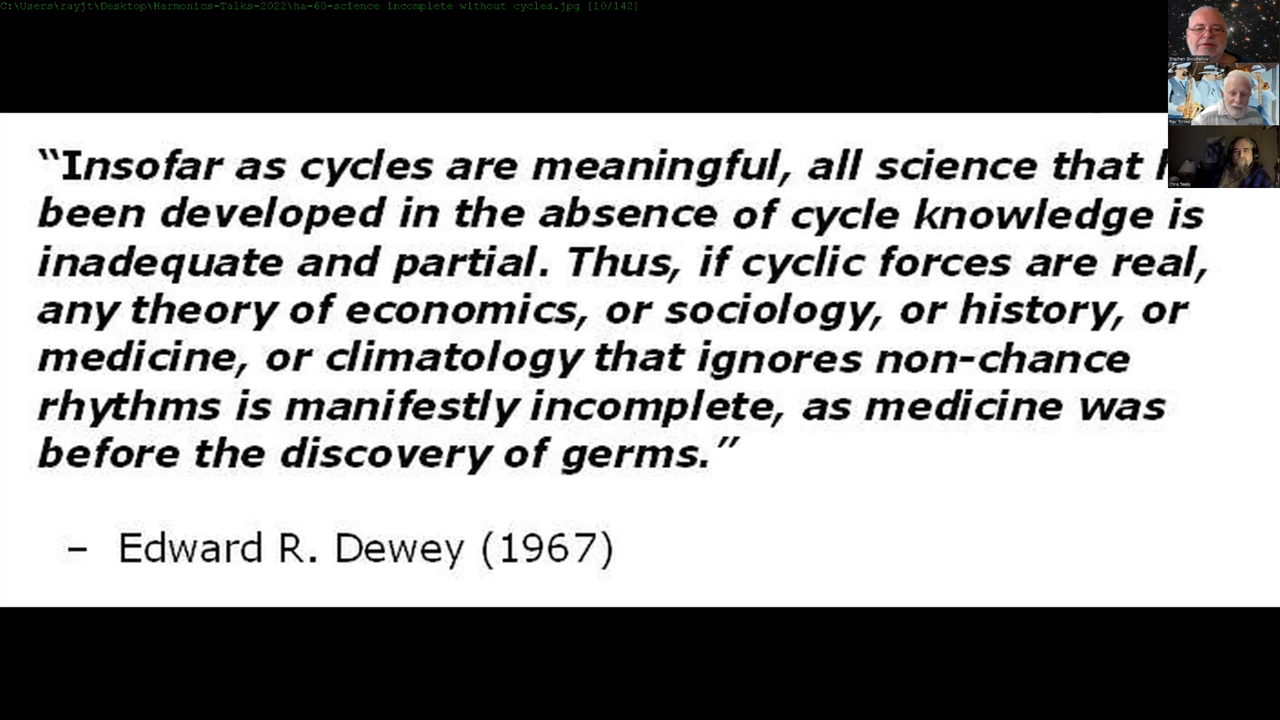 C:\Users\rayjt\Desktop\Harmonics-Talks-2022\ha-60-science incomplete without cycles.jpg [10/142]
“Insofar as cycles are meaningful, all science that
been developed in the absence of cycle knowledge is
inadequate and partial. Thus, if cyclic forces are real,
any theory of economics, or sociology, or history, or
medicine, or climatology that ignores non-chance
rhythms is manifestly incomplete, as medicine was
before the discovery of germs.”
– Edward R. Dewey (1967)